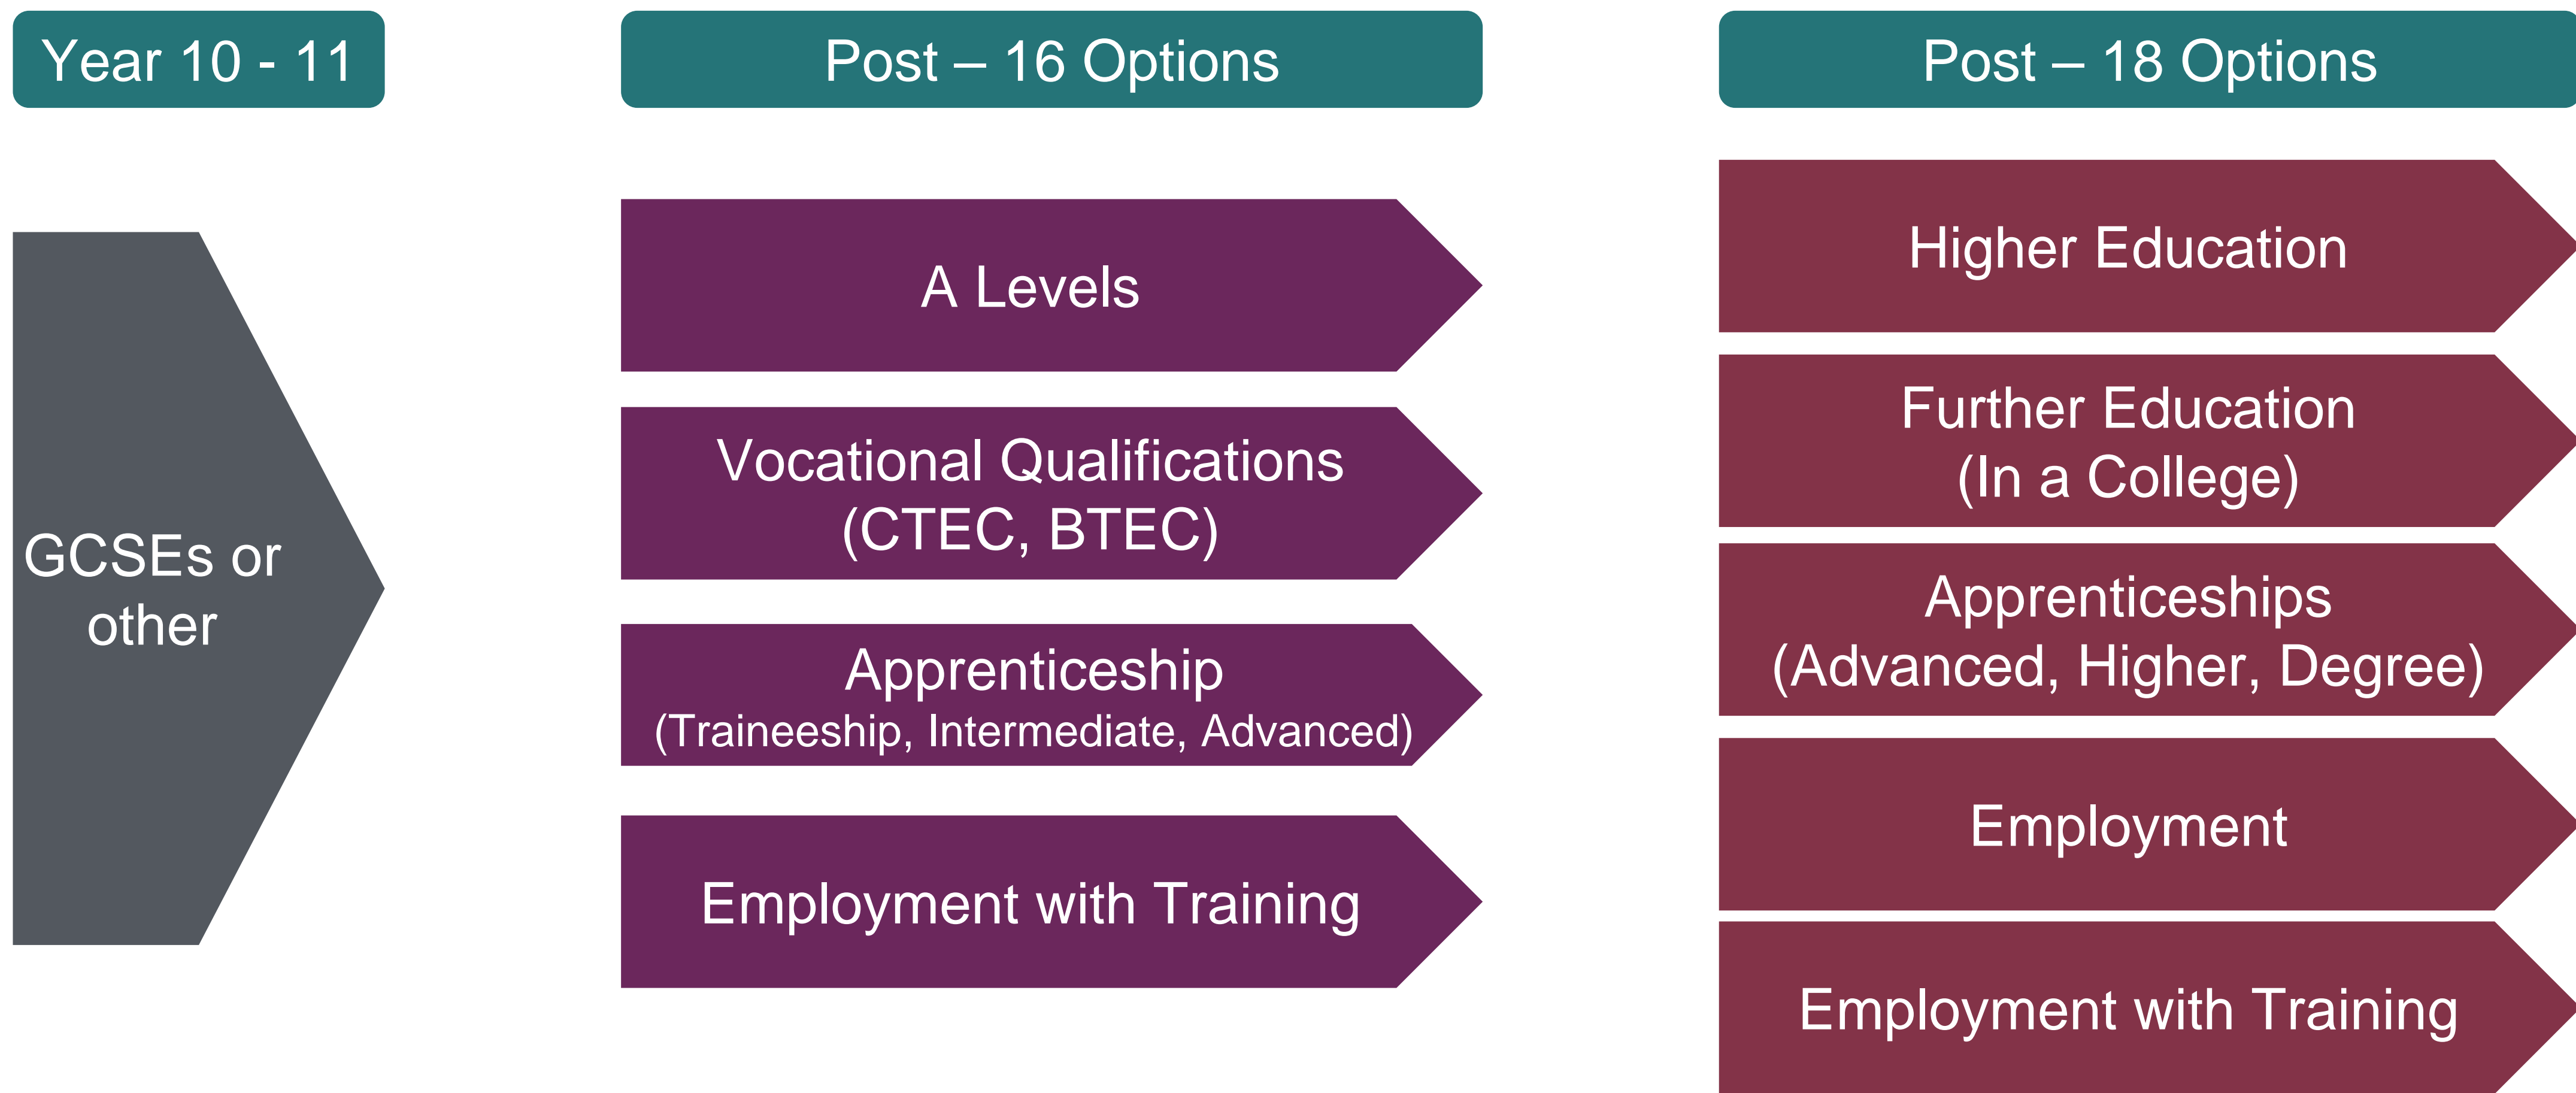 Year 10 - 11
Post – 16 Options
Post – 18 Options
GCSEs or
other
A Levels
Vocational Qualifications
(CTEC, BTEC)
Apprenticeship
(Traineeship, Intermediate, Advanced)
Employment with Training
Higher Education
Further Education
(In a College)
Apprenticeships
(Advanced, Higher, Degree)
Employment
Employment with Training